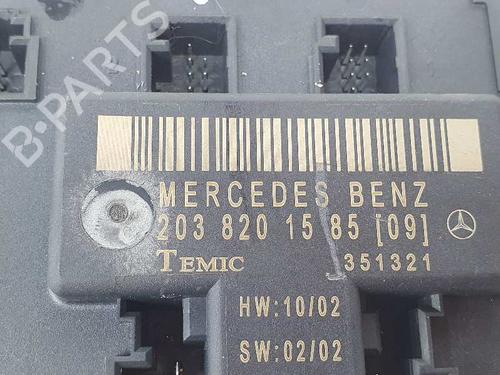 B-PARTS
MERCEDES BENZ
203 820 15 85 [09]
TEMIC 351321
HW:10/02
SW:02/02